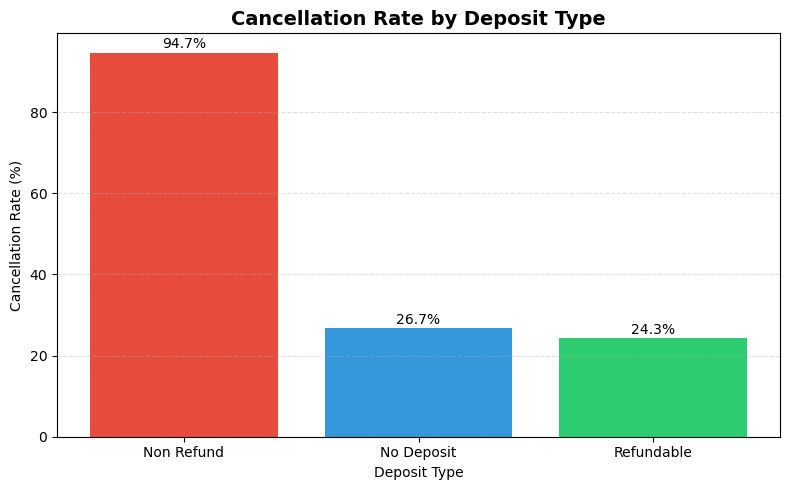 Cancellation Rate by Deposit Type
94.7%
26.7%
24.3%
80
60
40
20
0
Cancellation Rate (%)
Non Refund
No Deposit
Refundable
Deposit Type